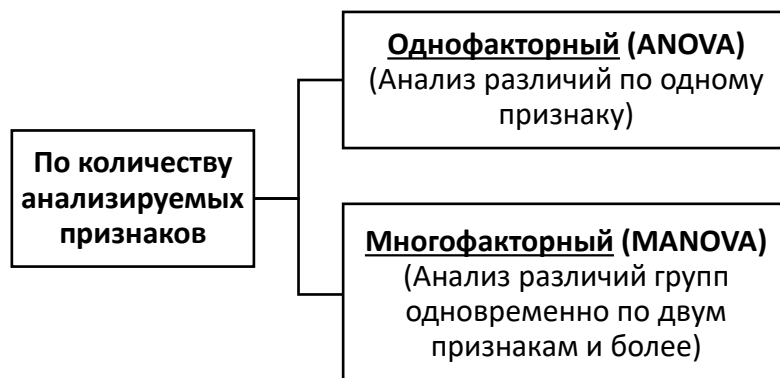 По количеству
анализируемых
признаков
Однофакторный (ANOVA)
(Анализ различий по одному
признаку)
Многофакторный (MANOVA)
(Анализ различий групп
одновременно по двум
признакам и более)